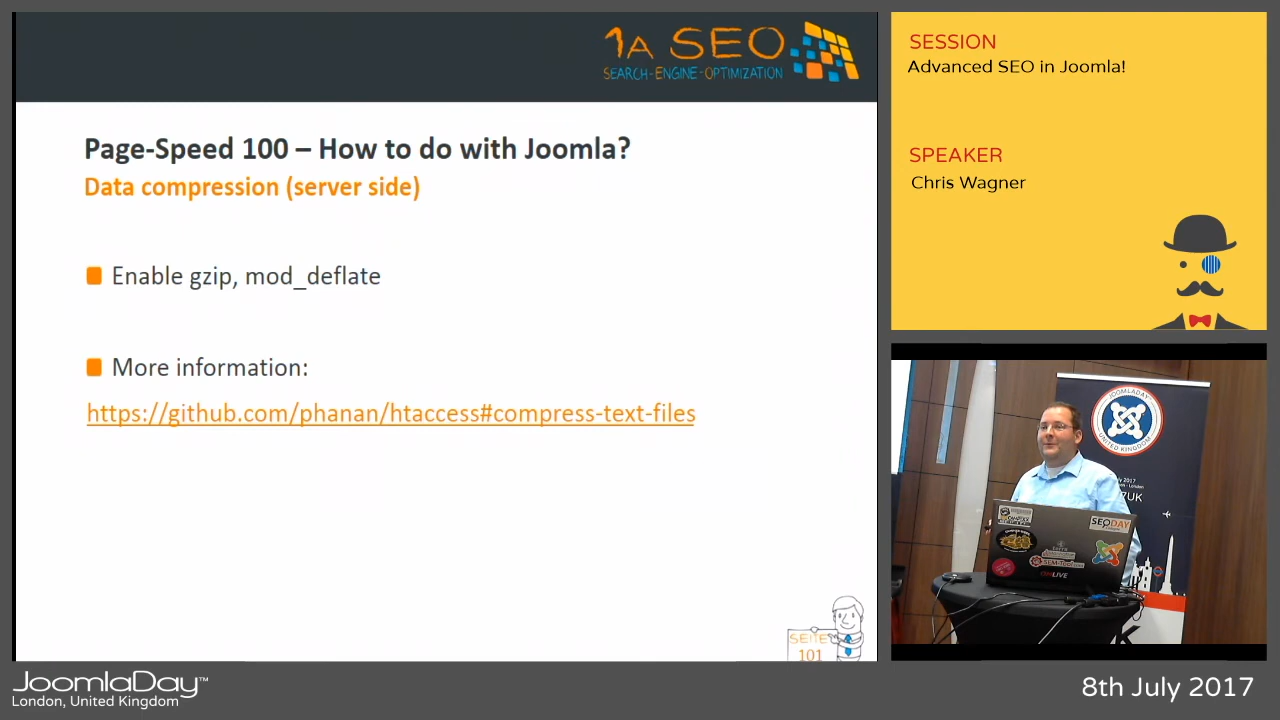 1A SEO
SEARCH-ENGINE-OPTIMIZATION
Page-Speed 100 – How to do with Joomla?
Data compression (server side)
Enable gzip, mod_deflate
More information:
https://github.com/phanan/htaccess#compress-text-files
SEITE
101
SESSION
Advanced SEO in Joomla!
SPEAKER
Chris Wagner
JOOMLADAY
UNITED KINGDOM
SEODAY
JoomlaDay™
London, United Kingdom
8th July 2017